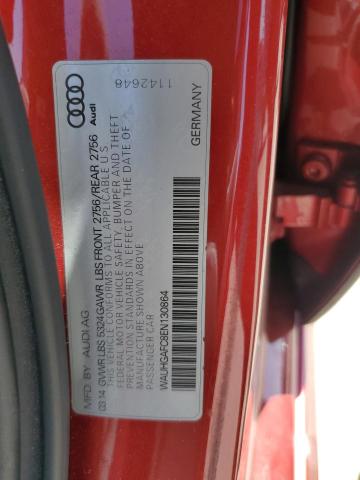 Audi
1142648
MFD. BY AUDI AG
03.14 GVWR LBS 5324 GAWR LBS FRONT 2756/REAR 2756
THIS VEHICLE CONFORMS TO ALL APPLICABLE U S
FEDERAL MOTOR VEHICLE SAFETY, BUMPER AND THEFT
PREVENTION STANDARDS IN EFFECT ON THE DATE OF
MANUFACTURE SHOWN ABOVE
PASSENGER CAR
WAUHGAFC8EN130864
GERMANY